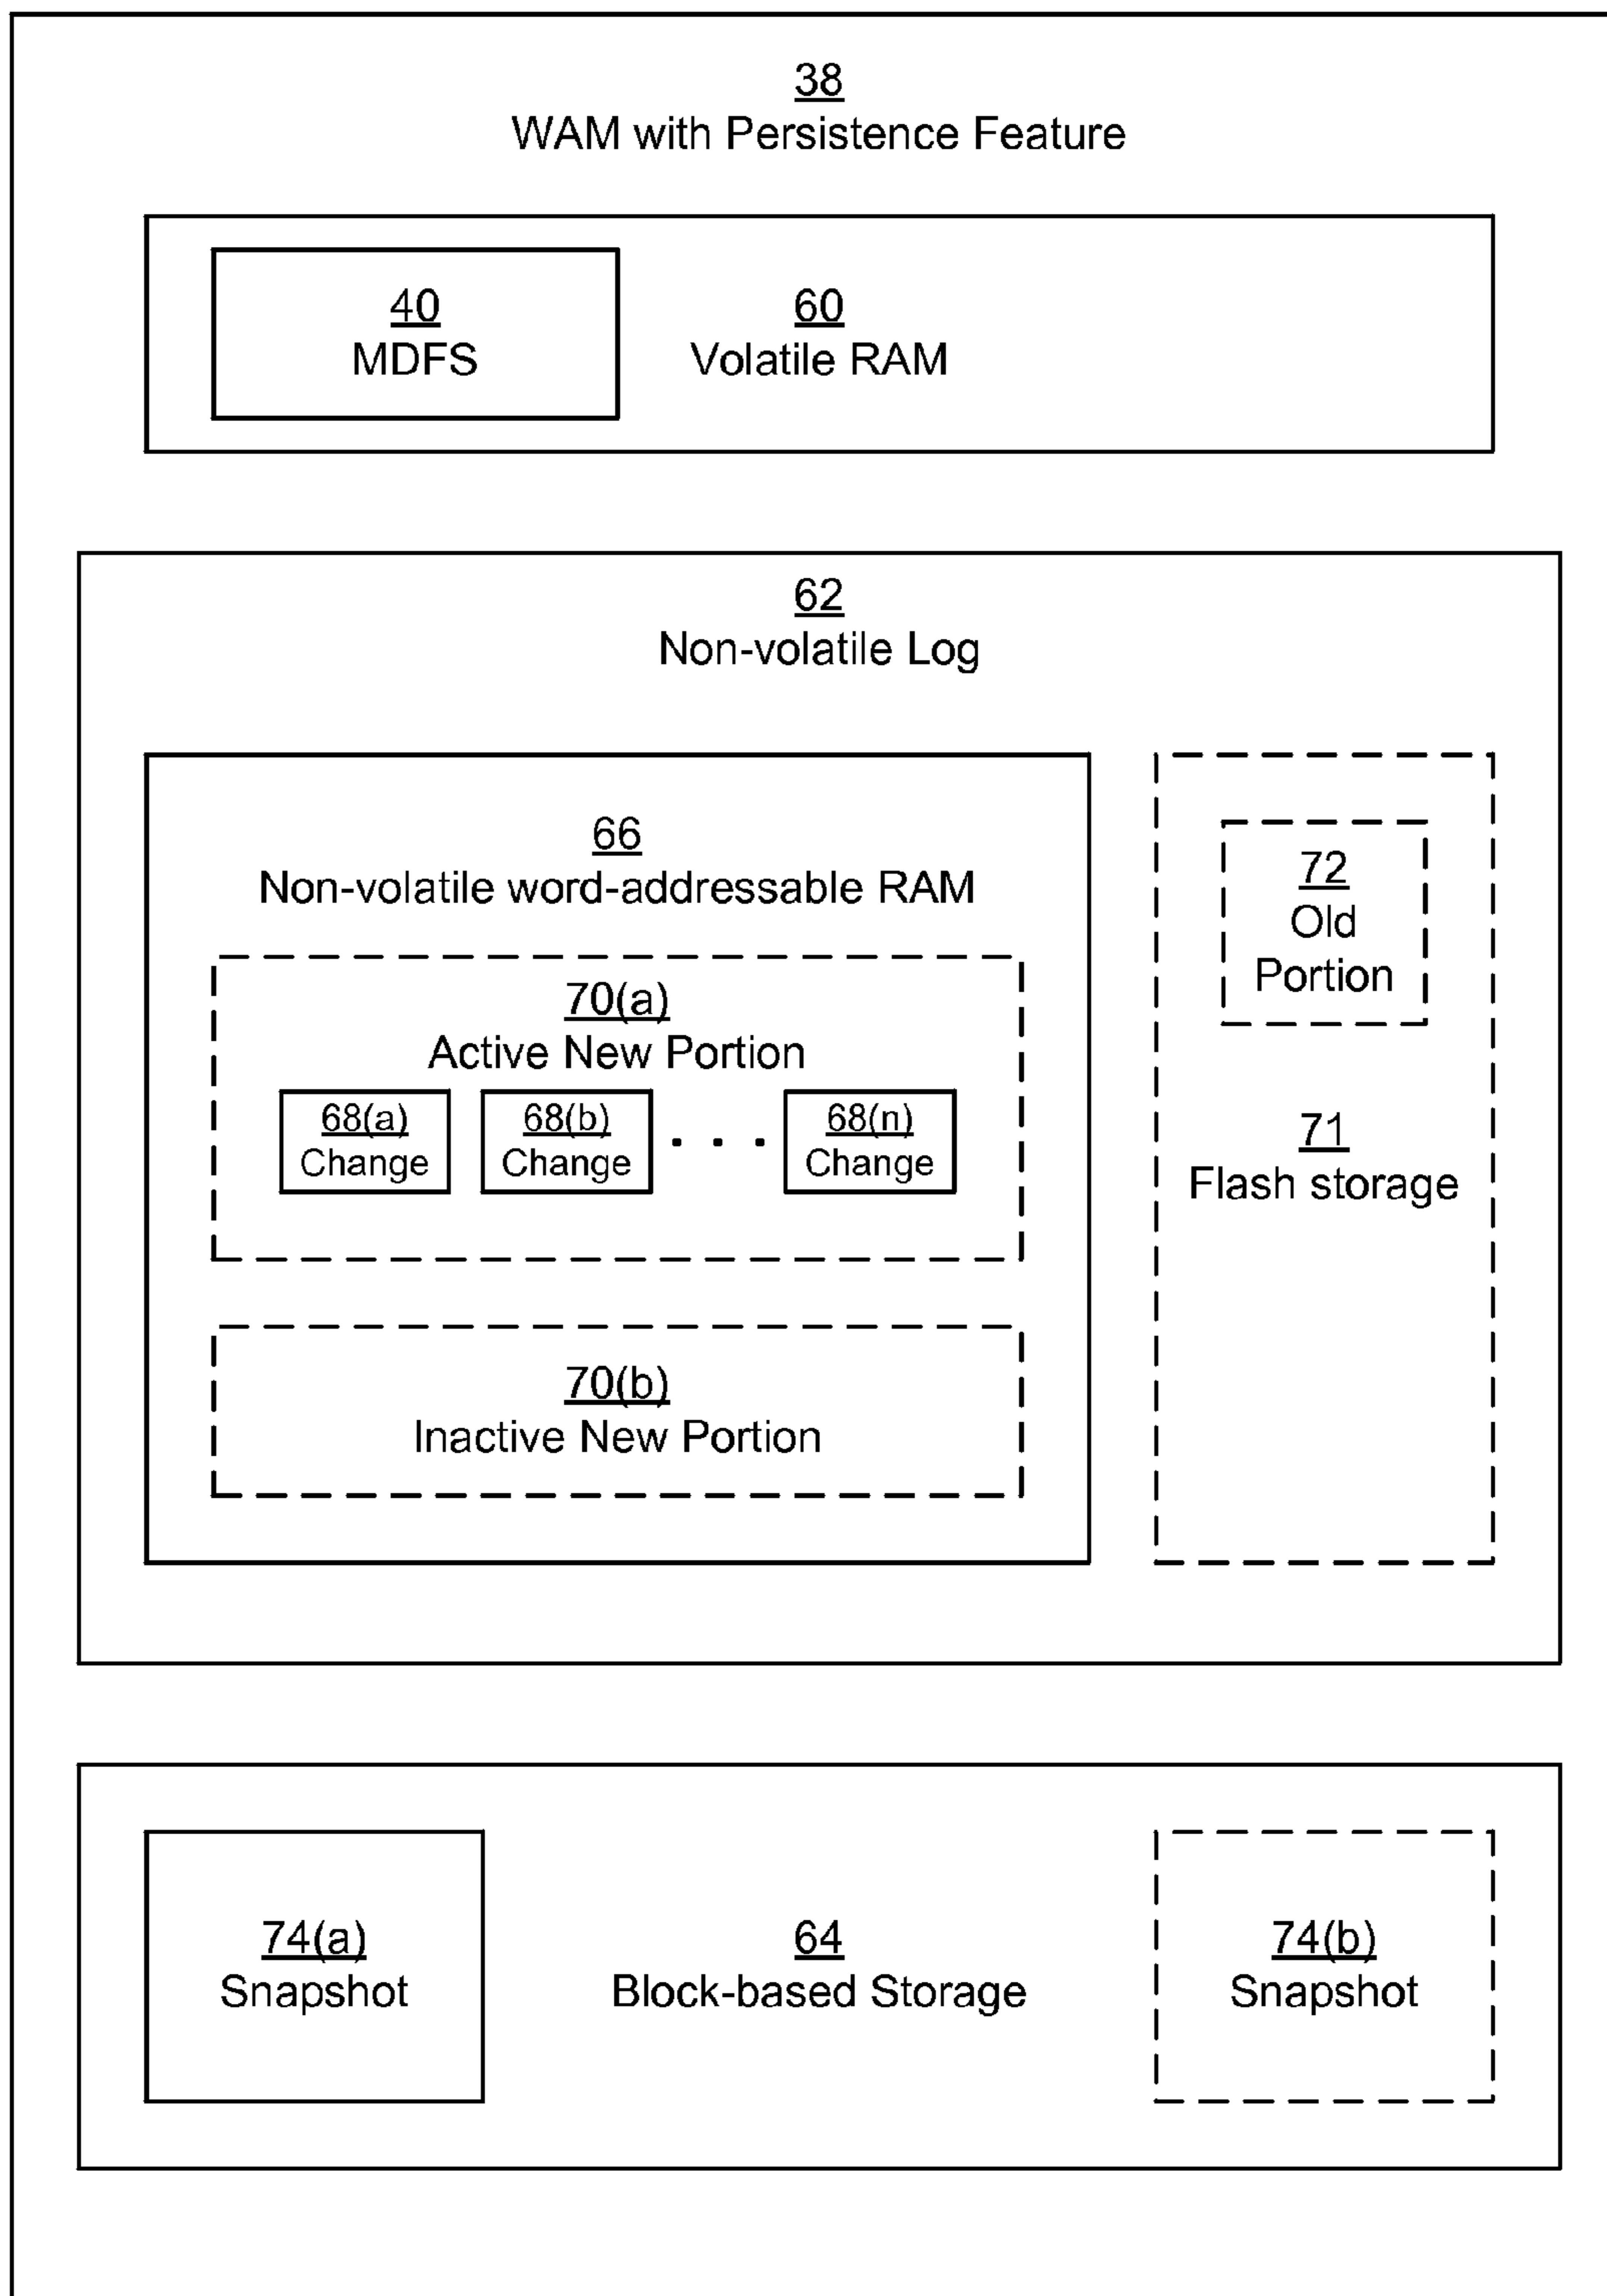 38
WAM with Persistence Feature
40
MDFS
60
Volatile RAM
62
Non-volatile Log
66
Non-volatile word-addressable RAM
70(a)
Active New Portion
68(a)
Change
68(b)
Change
. . .
68(n)
Change
70(b)
Inactive New Portion
72
Old
Portion
71
Flash storage
74(a)
Snapshot
64
Block-based Storage
74(b)
Snapshot